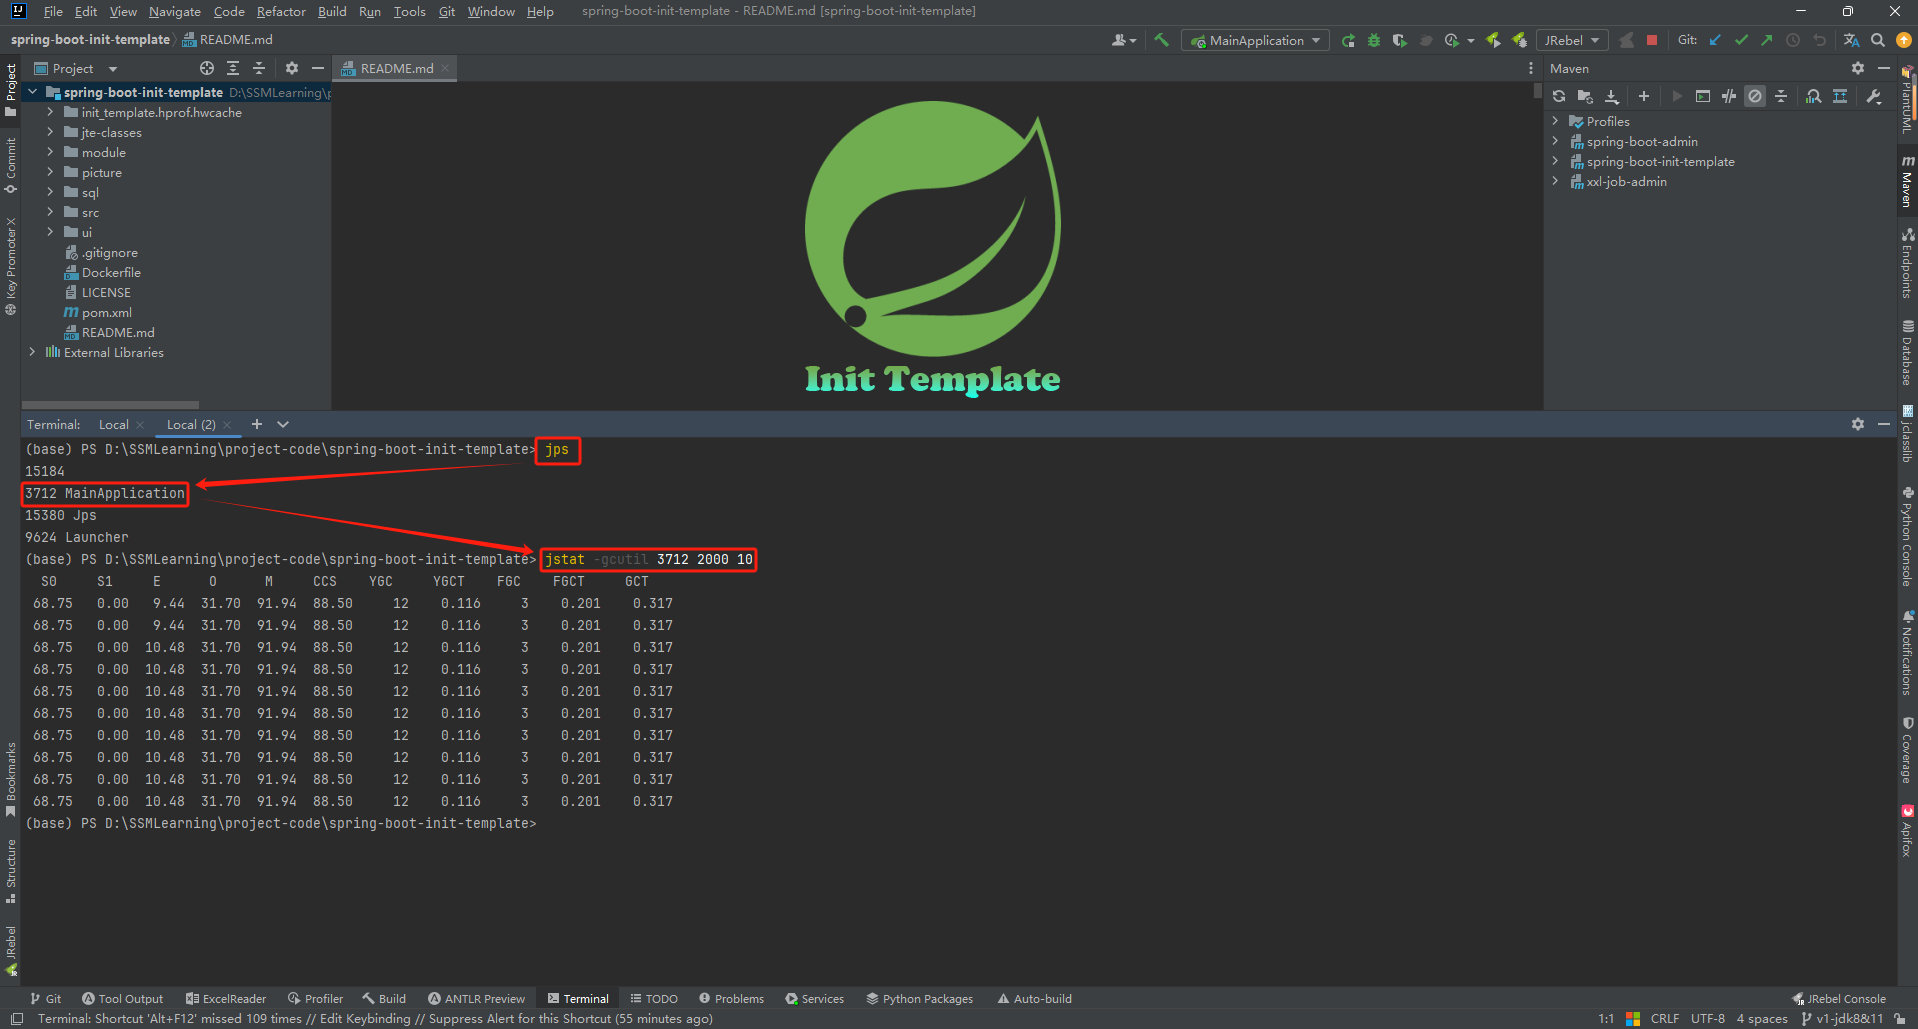 File Edit View Navigate Code Refactor Build Run Tools Git Window Help spring-boot-init-template - README.md [spring-boot-init-template]
spring-boot-init-template README.md MainApplication JRebel Git:
Project README.md Maven
spring-boot-init-template D:\SSMLearning\p
init_template.hprof.hwcache
jte-classes
module
picture
sql
src
ui
.gitignore
Dockerfile
LICENSE
pom.xml
README.md
External Libraries
Init Template
Profiles
spring-boot-admin
spring-boot-init-template
xxl-job-admin
Project
Commit
Key Promoter X
Bookmarks
Structure
JRebel
PlantUML
Maven
Endpoints
Database
jclasslib
Python Console
Notifications
Coverage
Apifox
Terminal: Local Local (2)
(base) PS D:\SSMLearning\project-code\spring-boot-init-template> jps
15184
3712 MainApplication
15380 Jps
9624 Launcher
(base) PS D:\SSMLearning\project-code\spring-boot-init-template> jstat -gcutil 3712 2000 10
S0 S1 E O M CCS YGC YGCT FGC FGCT GCT
68.75 0.00 9.44 31.70 91.94 88.50 12 0.116 3 0.201 0.317
68.75 0.00 9.44 31.70 91.94 88.50 12 0.116 3 0.201 0.317
68.75 0.00 10.48 31.70 91.94 88.50 12 0.116 3 0.201 0.317
68.75 0.00 10.48 31.70 91.94 88.50 12 0.116 3 0.201 0.317
68.75 0.00 10.48 31.70 91.94 88.50 12 0.116 3 0.201 0.317
68.75 0.00 10.48 31.70 91.94 88.50 12 0.116 3 0.201 0.317
68.75 0.00 10.48 31.70 91.94 88.50 12 0.116 3 0.201 0.317
68.75 0.00 10.48 31.70 91.94 88.50 12 0.116 3 0.201 0.317
68.75 0.00 10.48 31.70 91.94 88.50 12 0.116 3 0.201 0.317
68.75 0.00 10.48 31.70 91.94 88.50 12 0.116 3 0.201 0.317
(base) PS D:\SSMLearning\project-code\spring-boot-init-template>
Git Tool Output ExcelReader Profiler Build ANTLR Preview Terminal TODO Problems Services Python Packages Auto-build JRebel Console
Terminal: Shortcut 'Alt+F12' missed 109 times // Edit Keybinding // Suppress Alert for this Shortcut (55 minutes ago) 1:1 CRLF UTF-8 4 spaces v1-jdk8&11